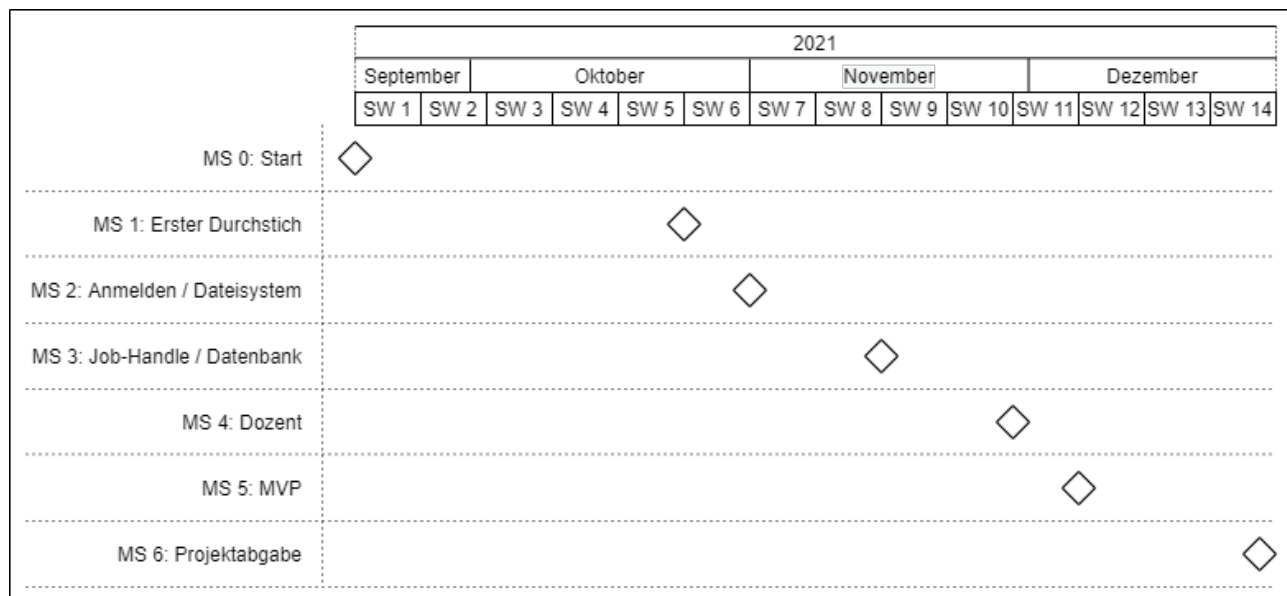 2021
September Oktober November Dezember
SW 1 SW 2 SW 3 SW 4 SW 5 SW 6 SW 7 SW 8 SW 9 SW 10 SW 11 SW 12 SW 13 SW 14
MS 0: Start
MS 1: Erster Durchstich
MS 2: Anmelden / Dateisystem
MS 3: Job-Handle / Datenbank
MS 4: Dozent
MS 5: MVP
MS 6: Projektabgabe